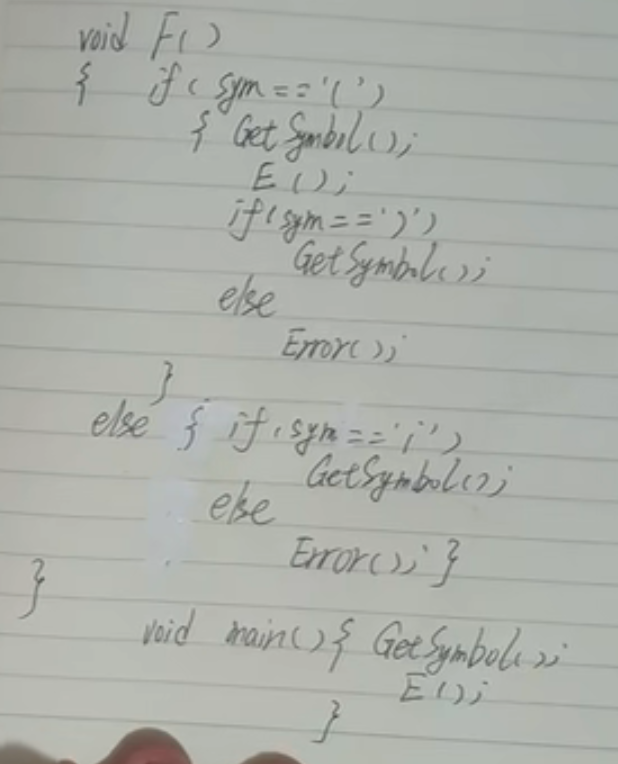 void F()
{ if( sym=='(')
{ GetSymbol();
E();
if(sym==')')
GetSymbol();
else
Error();
}
else { if(sym=='i')
GetSymbol();
else
Error();}
}
void main(){ GetSymbol();
E();
}